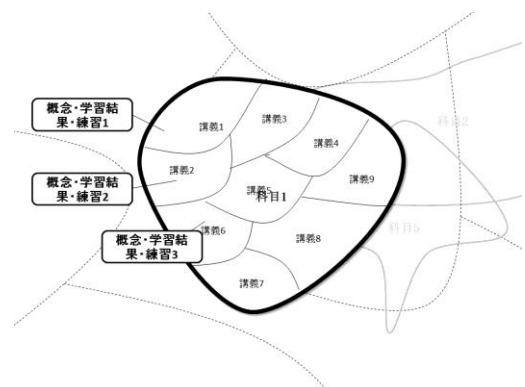 概念・学習結
果・練習1
概念・学習結
果・練習2
概念・学習結
果・練習3
講義1
講義3
講義4
講義2
講義5
科目1
講義9
講義6
講義8
講義7
科目2
科目5